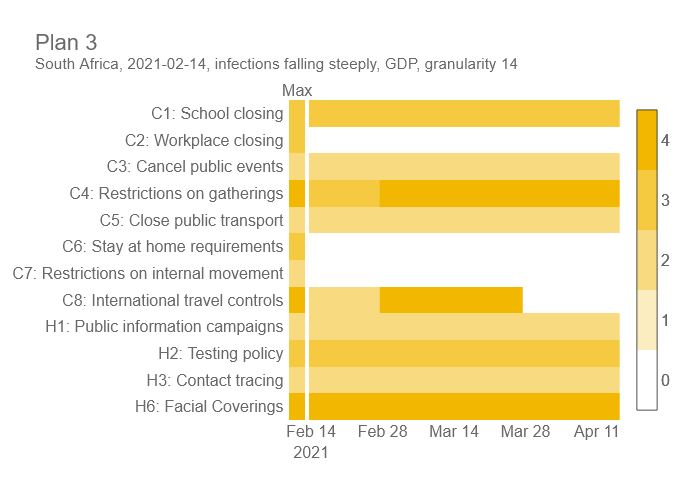 Plan 3
South Africa, 2021-02-14, infections falling steeply, GDP, granularity 14
Max
C1: School closing
C2: Workplace closing
C3: Cancel public events
C4: Restrictions on gatherings
C5: Close public transport
C6: Stay at home requirements
C7: Restrictions on internal movement
C8: International travel controls
H1: Public information campaigns
H2: Testing policy
H3: Contact tracing
H6: Facial Coverings
Feb 14 Feb 28 Mar 14 Mar 28 Apr 11
2021
4
3
2
1
0